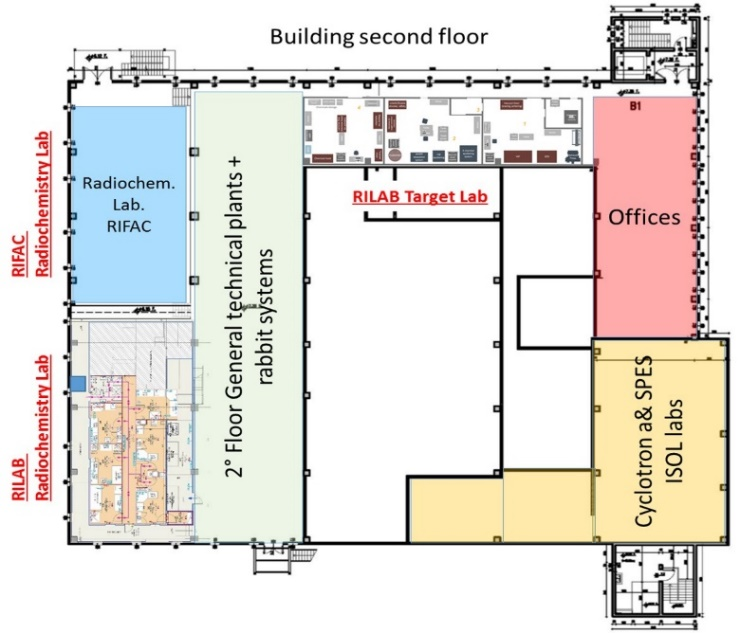 Building second floor
B1
RIFAC
Radiochemistry Lab
Radiochem.
Lab.
RIFAC
RILAB Target Lab
Offices
2° Floor General technical plants +
rabbit systems
RILAB
Radiochemistry Lab
Cyclotron a& SPES
ISOL labs